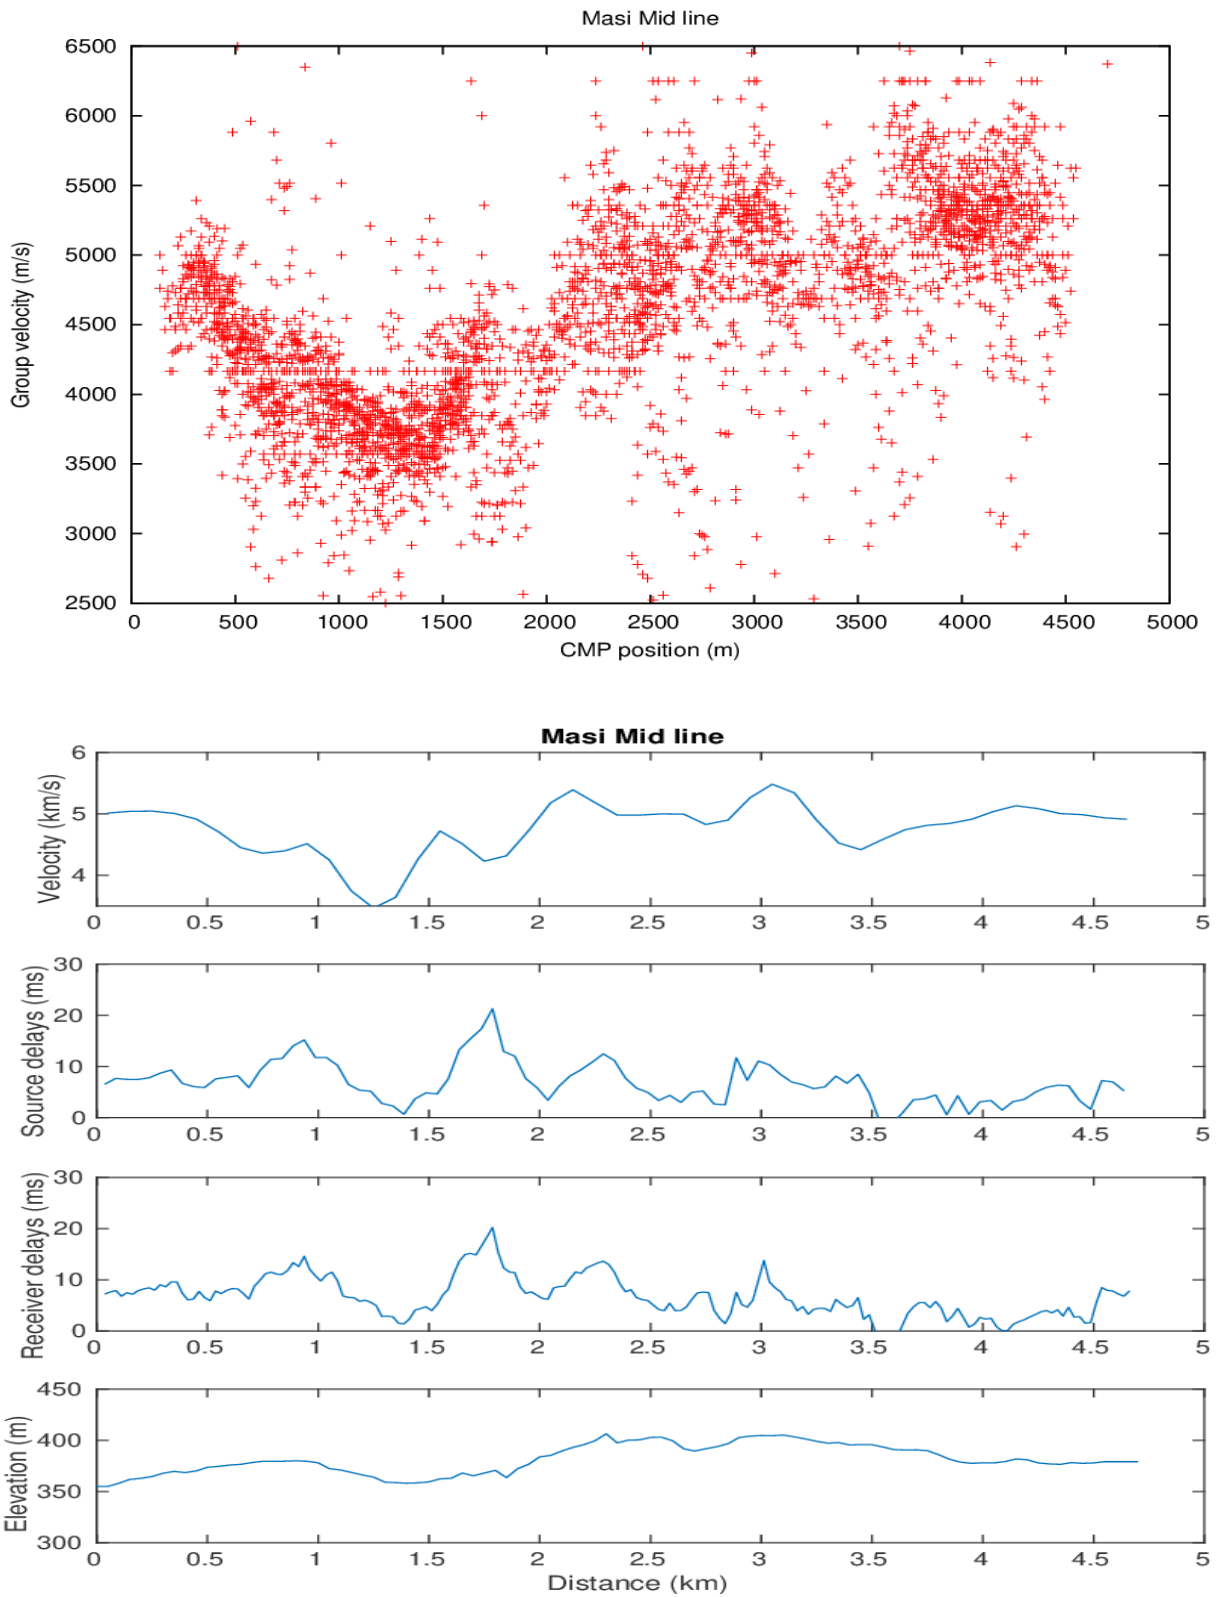 Masi Mid line
6500
6000
5500
5000
4500
4000
3500
3000
2500
Group velocity (m/s)
0 500 1000 1500 2000 2500 3000 3500 4000 4500 5000
CMP position (m)
Masi Mid line
6
5
4
Velocity (km/s)
0 0.5 1 1.5 2 2.5 3 3.5 4 4.5 5
30
20
10
0
Source delays (ms)
0 0.5 1 1.5 2 2.5 3 3.5 4 4.5 5
30
20
10
0
Receiver delays (ms)
0 0.5 1 1.5 2 2.5 3 3.5 4 4.5 5
450
400
350
300
Elevation (m)
0 0.5 1 1.5 2 2.5 3 3.5 4 4.5 5
Distance (km)